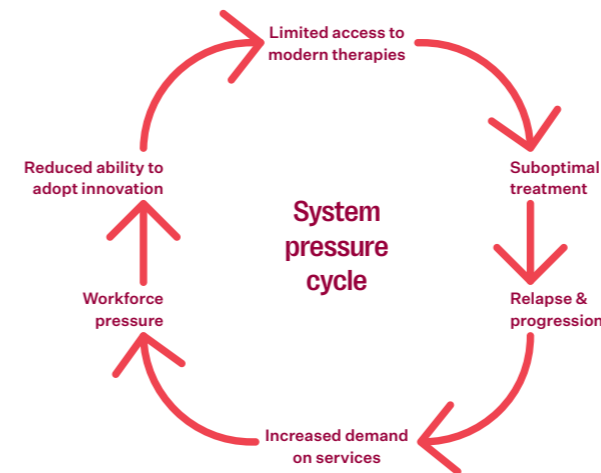 Limited access to
modern therapies
Suboptimal
treatment
Relapse &
progression
Increased demand
on services
Workforce
pressure
Reduced ability to
adopt innovation
System
pressure
cycle